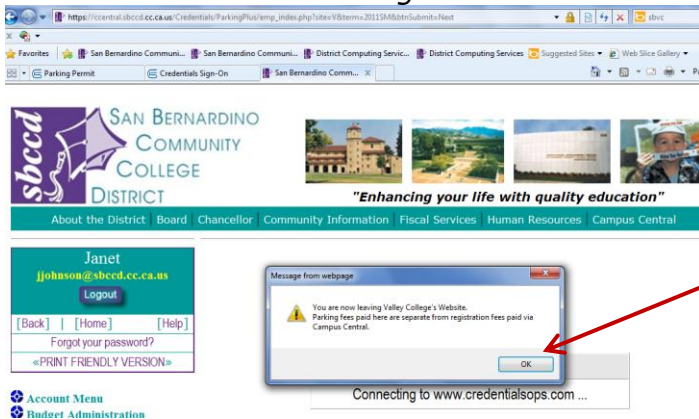 https://ccentral.sbccd.cc.ca.us/Credentials/ParkingPlus/emp_index.php?site=V&term=2011SM&btnSubmit=Next
sbvc
x
Favorites San Bernardino Communi... San Bernardino Communi... District Computing Servic... District Computing Services Suggested Sites Web Slice Gallery
Parking Permit Credentials Sign-On San Bernardino Comm... X
sbccd
SAN BERNARDINO
COMMUNITY
COLLEGE
DISTRICT
"Enhancing your life with quality education"
About the District Board Chancellor Community Information Fiscal Services Human Resources Campus Central
Janet
jjohnson@sbccd.cc.ca.us
Logout
[Back] | [Home] [Help]
Forgot your password?
«PRINT FRIENDLY VERSION»
Account Menu
Budget Administration
Message from webpage
You are now leaving Valley College's Website.
Parking fees paid here are separate from registration fees paid via
Campus Central.
OK
Connecting to www.credentialsops.com ...